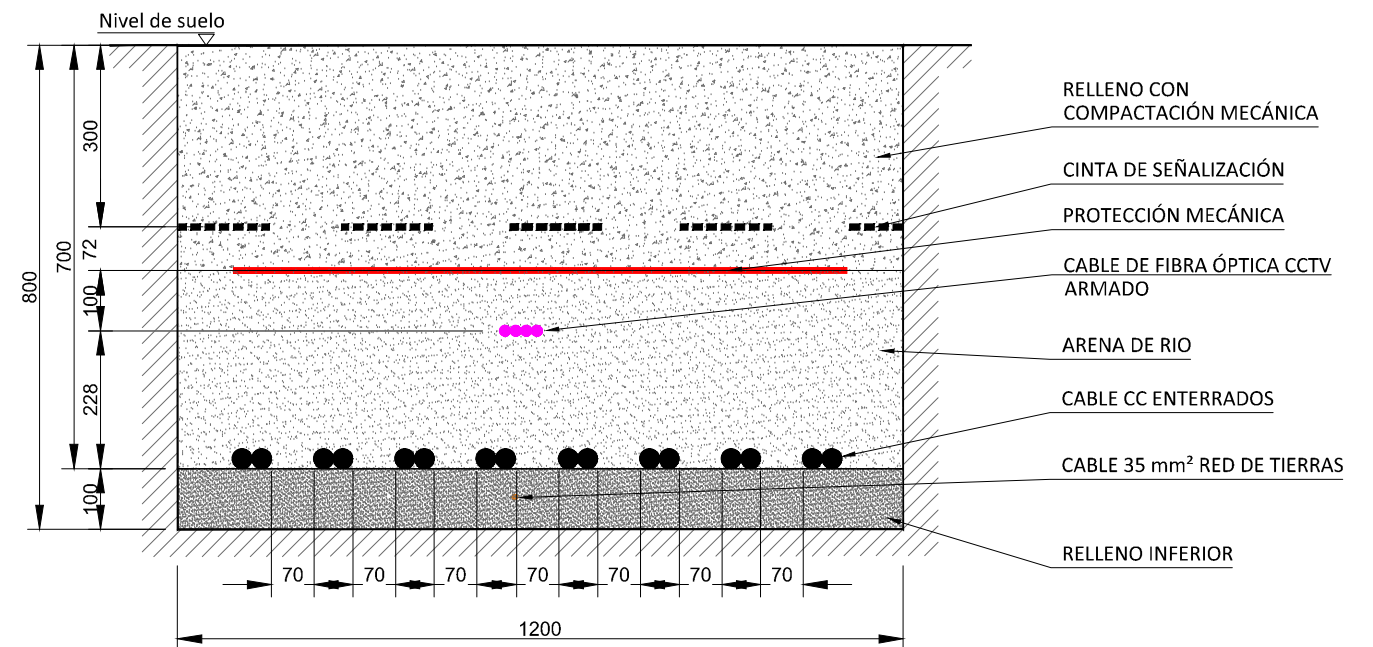 Nivel de suelo
RELLENO CON
COMPACTACIÓN MECÁNICA
CINTA DE SEÑALIZACIÓN
PROTECCIÓN MECÁNICA
CABLE DE FIBRA ÓPTICA CCTV
ARMADO
ARENA DE RIO
CABLE CC ENTERRADOS
CABLE 35 mm² RED DE TIERRAS
RELLENO INFERIOR
800
700
300
72
100
228
100
70 70 70 70 70 70 70
1200